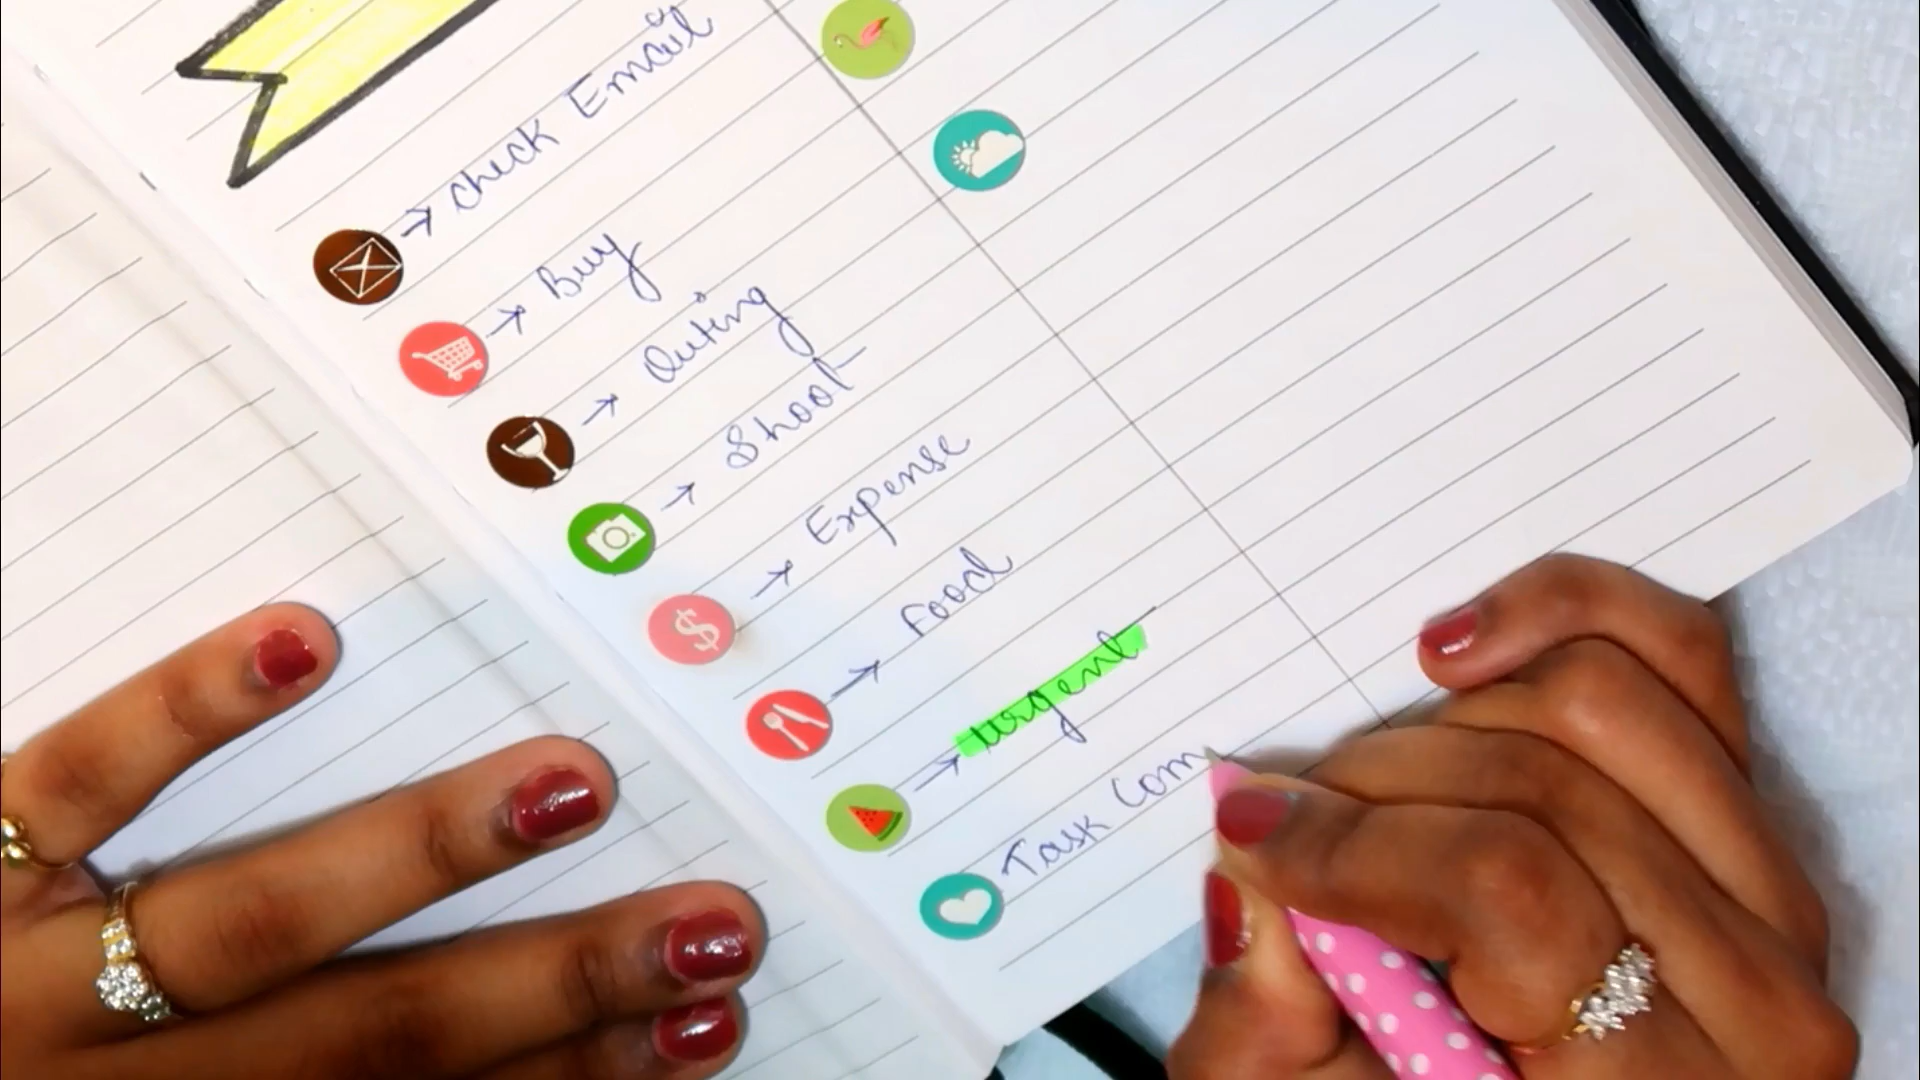 → Check Email
→ Buy
→ Outing
→ Shoot
$ → Expense
→ Food
→ urgent
Task Com